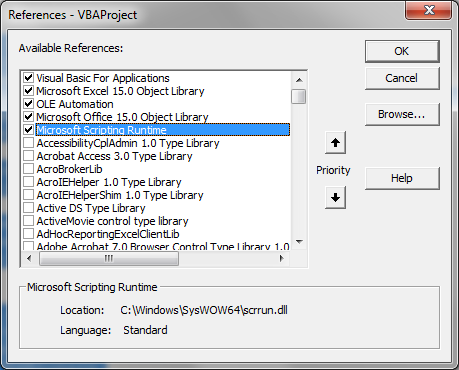 References - VBAProject
Available References:
OK
Visual Basic For Applications
Microsoft Excel 15.0 Object Library
Cancel
OLE Automation
Microsoft Office 15.0 Object Library
Browse...
Microsoft Scripting Runtime
AccessibilityCplAdmin 1.0 Type Library
Acrobat Access 3.0 Type Library
AcroBrokerLib
Priority
AcroIEHelper 1.0 Type Library
Help
AcroIEHelperShim 1.0 Type Library
Active DS Type Library
ActiveMovie control type library
AdHocReportingExcelClientLib
Adobe Acrobat 7.0 Browser Control Type Library 1.0
Microsoft Scripting Runtime
Location: C:\Windows\SysWOW64\scrrun.dll
Language: Standard